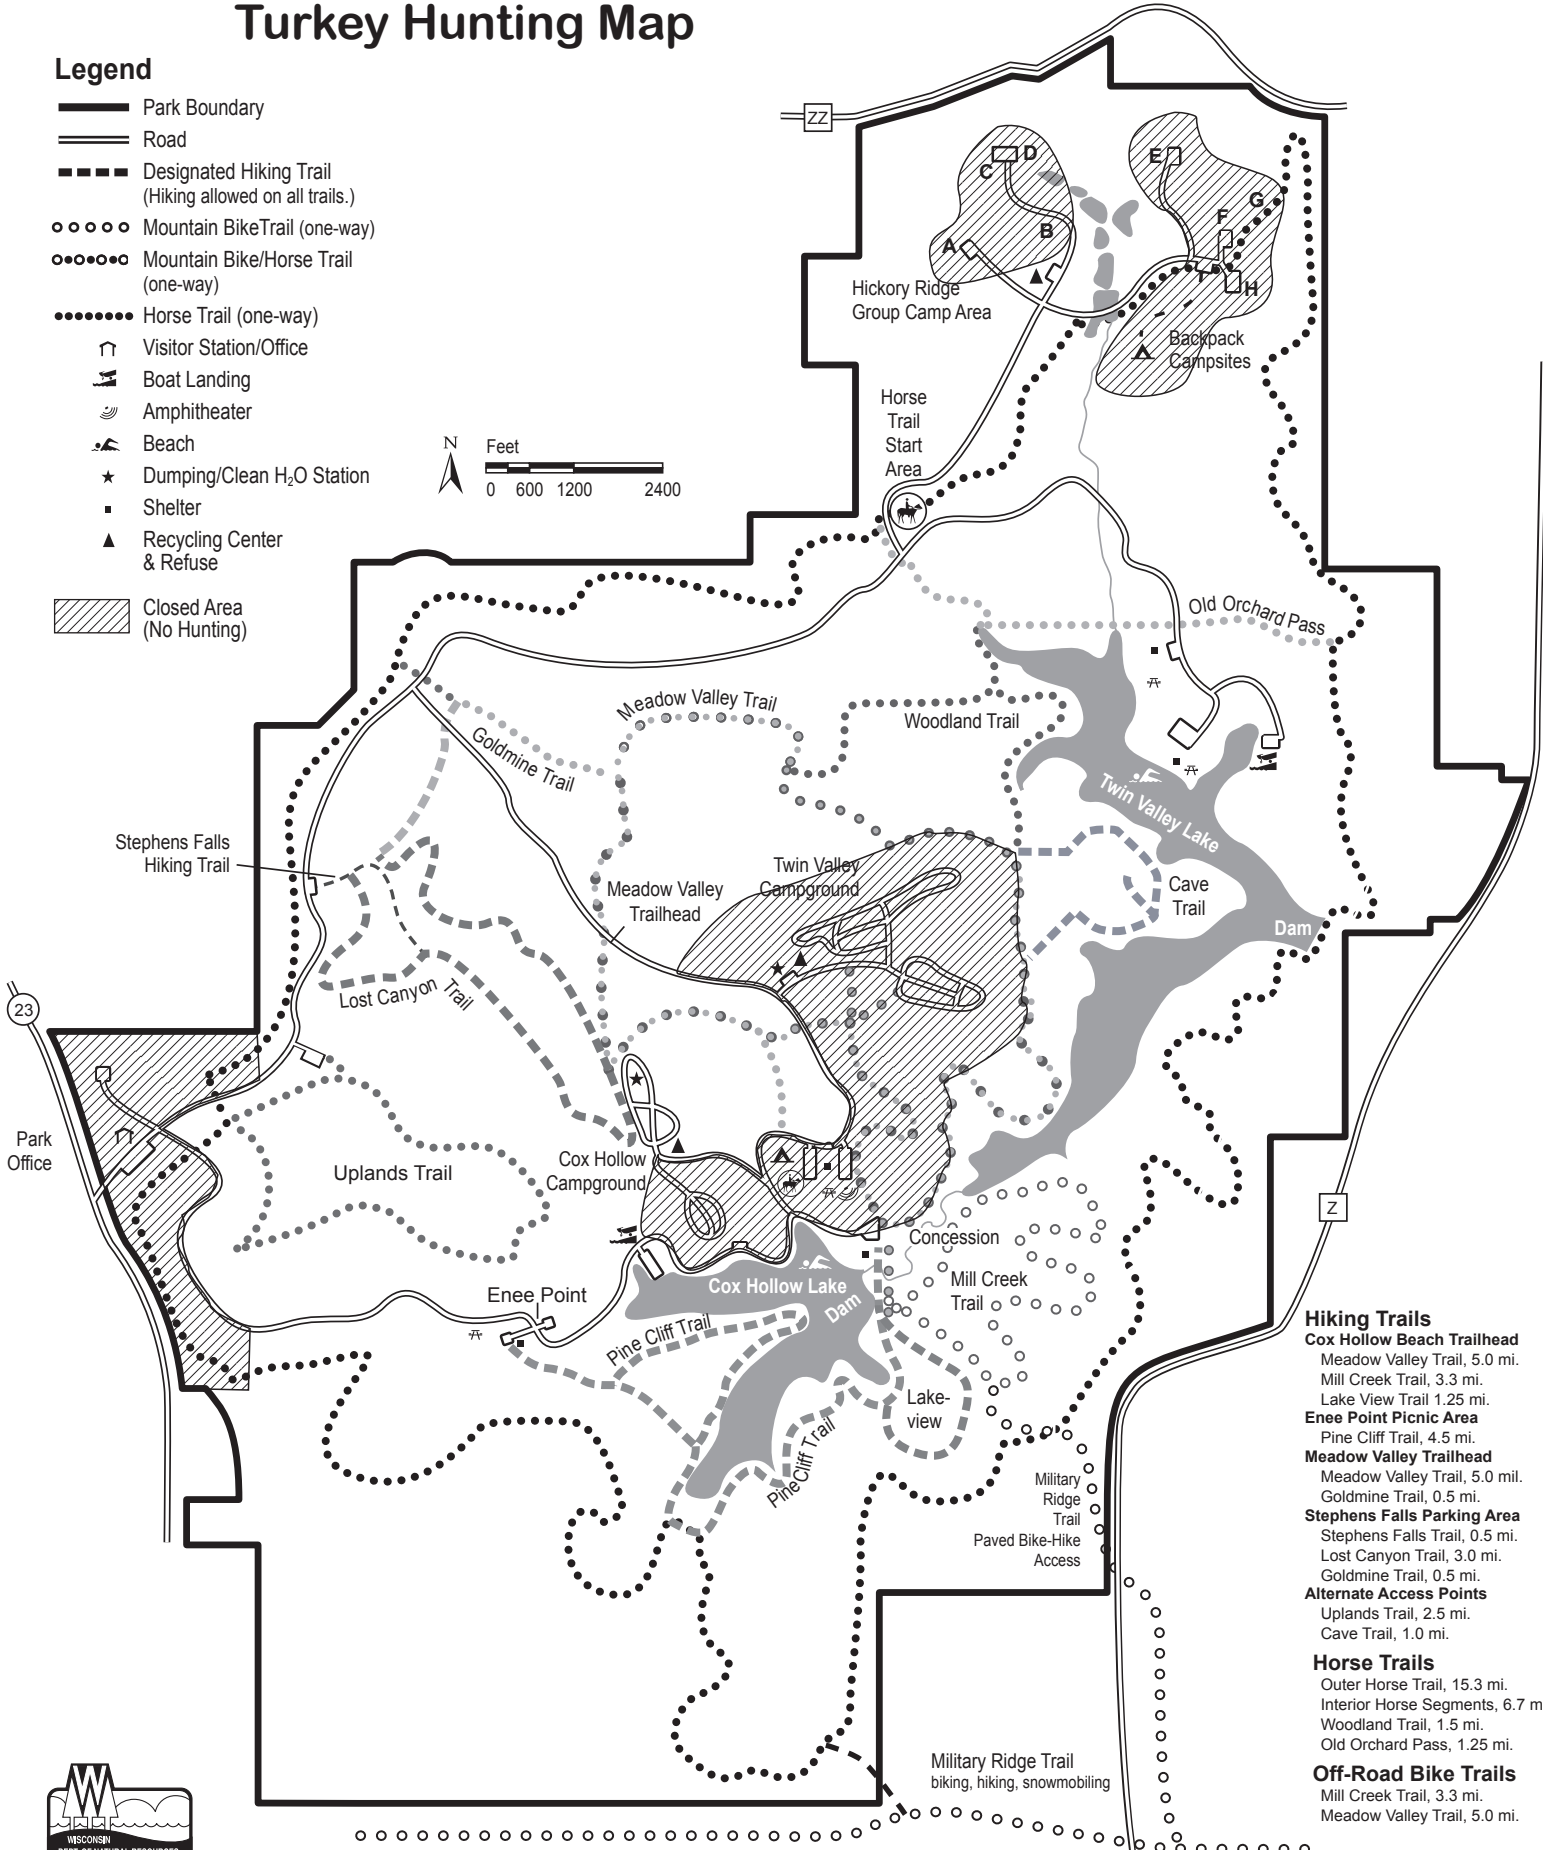 Turkey Hunting Map
Legend
Park Boundary
Road
Designated Hiking Trail
(Hiking allowed on all trails.)
Mountain BikeTrail (one-way)
Mountain Bike/Horse Trail
(one-way)
Horse Trail (one-way)
Visitor Station/Office
Boat Landing
Amphitheater
Beach
Dumping/Clean H₂O Station
Shelter
Recycling Center
& Refuse
Closed Area
(No Hunting)
N
Feet
0 600 1200 2400
ZZ
A
B
C
D
E
F
G
H
I
Hickory Ridge
Group Camp Area
Backpack
Campsites
Horse
Trail
Start
Area
Old Orchard Pass
Meadow Valley Trail
Woodland Trail
Goldmine Trail
Twin Valley Lake
Stephens Falls
Hiking Trail
Twin Valley
Campground
Meadow Valley
Trailhead
Cave
Trail
Dam
Lost Canyon Trail
23
Park
Office
Uplands Trail
Cox Hollow
Campground
Z
Concession
Mill Creek
Trail
Cox Hollow Lake
Dam
Enee Point
Pine Cliff Trail
Lake-
view
Pine Cliff Trail
Military
Ridge
Trail
Paved Bike-Hike
Access
Military Ridge Trail
biking, hiking, snowmobiling
Hiking Trails
Cox Hollow Beach Trailhead
Meadow Valley Trail, 5.0 mi.
Mill Creek Trail, 3.3 mi.
Lake View Trail 1.25 mi.
Enee Point Picnic Area
Pine Cliff Trail, 4.5 mi.
Meadow Valley Trailhead
Meadow Valley Trail, 5.0 mil.
Goldmine Trail, 0.5 mi.
Stephens Falls Parking Area
Stephens Falls Trail, 0.5 mi.
Lost Canyon Trail, 3.0 mi.
Goldmine Trail, 0.5 mi.
Alternate Access Points
Uplands Trail, 2.5 mi.
Cave Trail, 1.0 mi.
Horse Trails
Outer Horse Trail, 15.3 mi.
Interior Horse Segments, 6.7 m
Woodland Trail, 1.5 mi.
Old Orchard Pass, 1.25 mi.
Off-Road Bike Trails
Mill Creek Trail, 3.3 mi.
Meadow Valley Trail, 5.0 mi.
W
WISCONSIN
DEPT. OF NATURAL RESOURCES